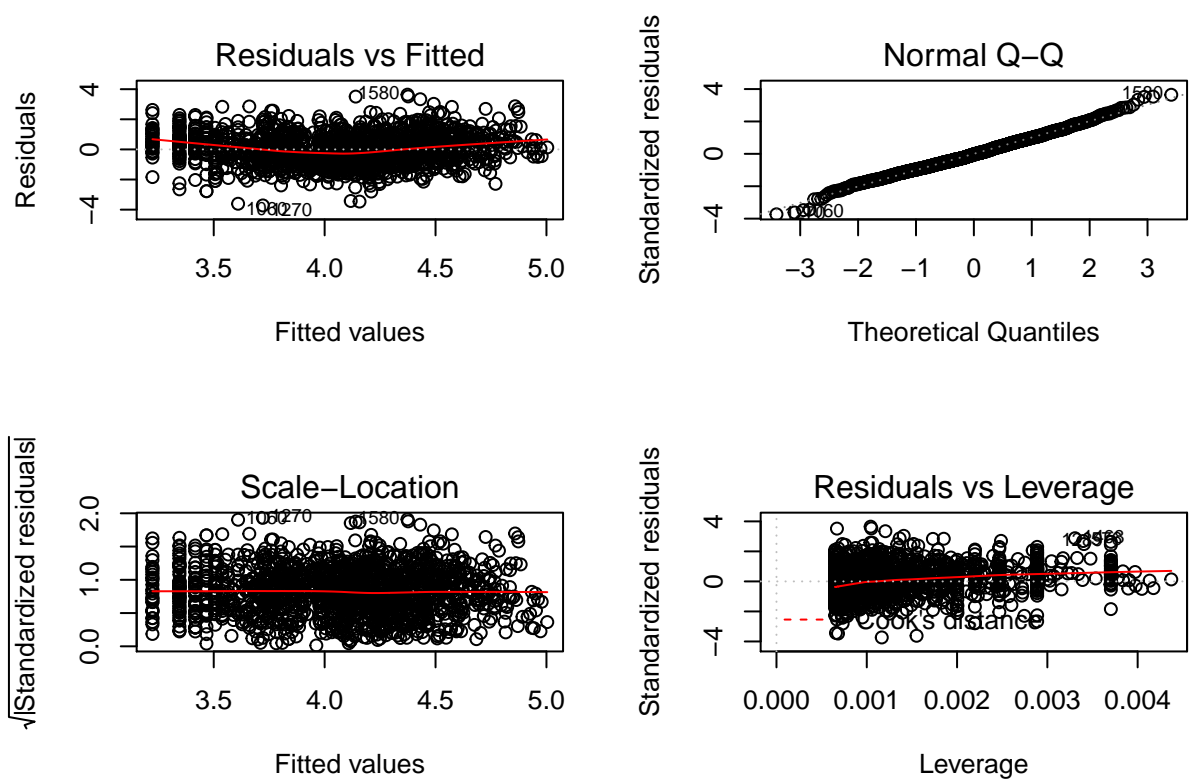 Residuals vs Fitted
Residuals
4
0
−4
1580
1270
3.5 4.0 4.5 5.0
Fitted values
Normal Q−Q
Standardized residuals
4
0
−4
1580
−3 −2 −1 0 1 2 3
Theoretical Quantiles
Scale−Location
√|Standardized residuals|
2.0
1.0
0.0
1270
1580
3.5 4.0 4.5 5.0
Fitted values
Residuals vs Leverage
Standardized residuals
4
0
−4
Cook's distance
0.000 0.001 0.002 0.003 0.004
Leverage